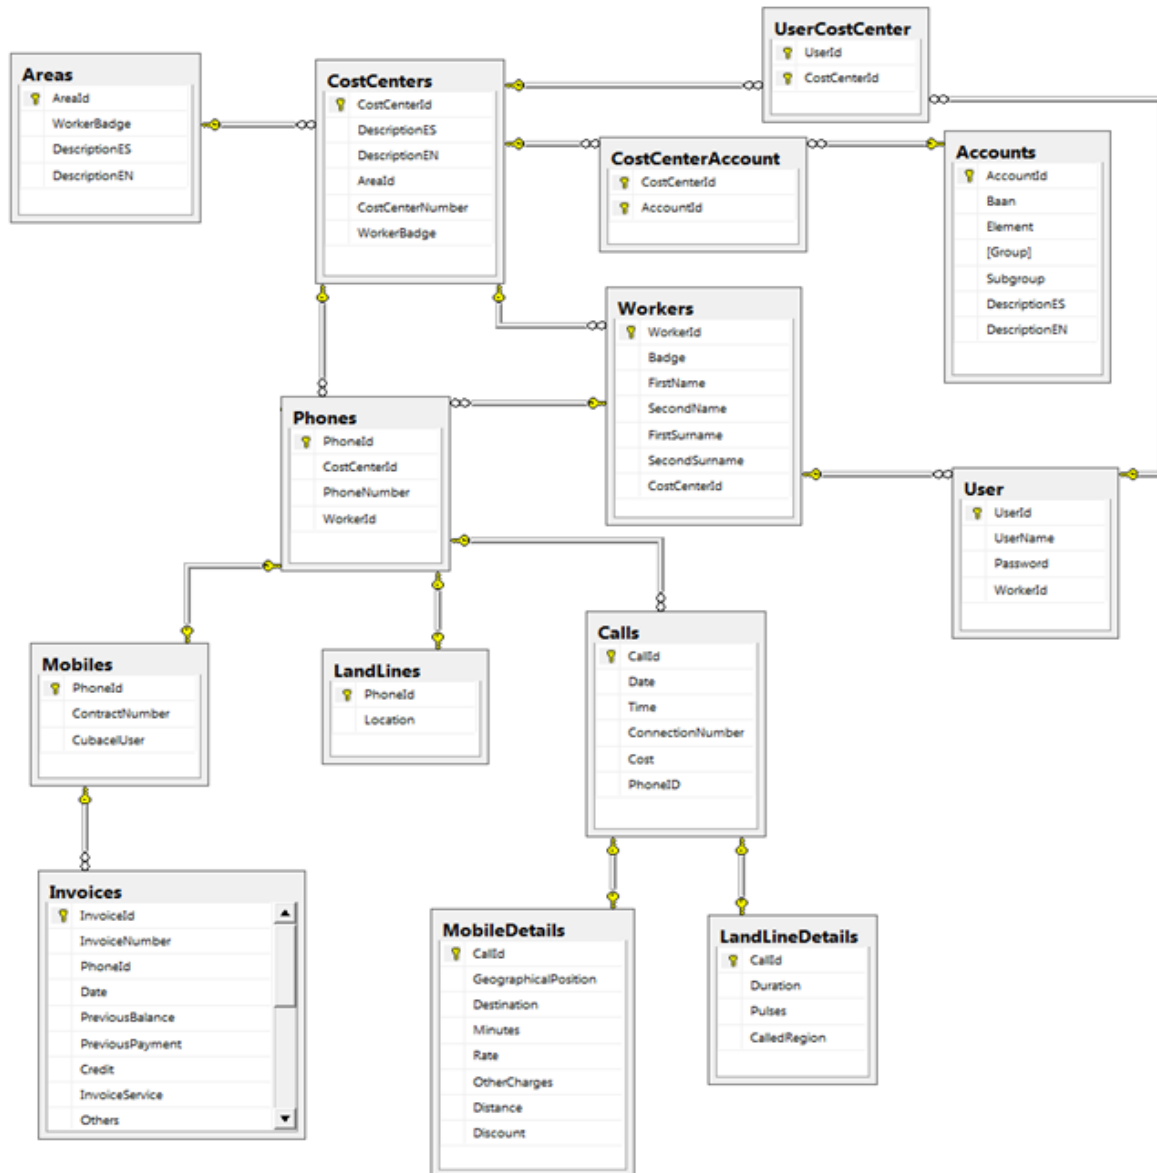 UserCostCenter
UserId
CostCenterId
Areas
AreaId
WorkerBadge
DescriptionES
DescriptionEN
CostCenters
CostCenterId
DescriptionES
DescriptionEN
AreaId
CostCenterNumber
WorkerBadge
CostCenterAccount
CostCenterId
AccountId
Accounts
AccountId
Baan
Element
[Group]
Subgroup
DescriptionES
DescriptionEN
Workers
WorkerId
Badge
FirstName
SecondName
FirstSurname
SecondSurname
CostCenterId
Phones
PhoneId
CostCenterId
PhoneNumber
WorkerId
User
UserId
UserName
Password
WorkerId
Mobiles
PhoneId
ContractNumber
CubacelUser
LandLines
PhoneId
Location
Calls
CallId
Date
Time
ConnectionNumber
Cost
PhoneID
Invoices
InvoiceId
InvoiceNumber
PhoneId
Date
PreviousBalance
PreviousPayment
Credit
InvoiceService
Others
MobileDetails
CallId
GeographicalPosition
Destination
Minutes
Rate
OtherCharges
Distance
Discount
LandLineDetails
CallId
Duration
Pulses
CalledRegion